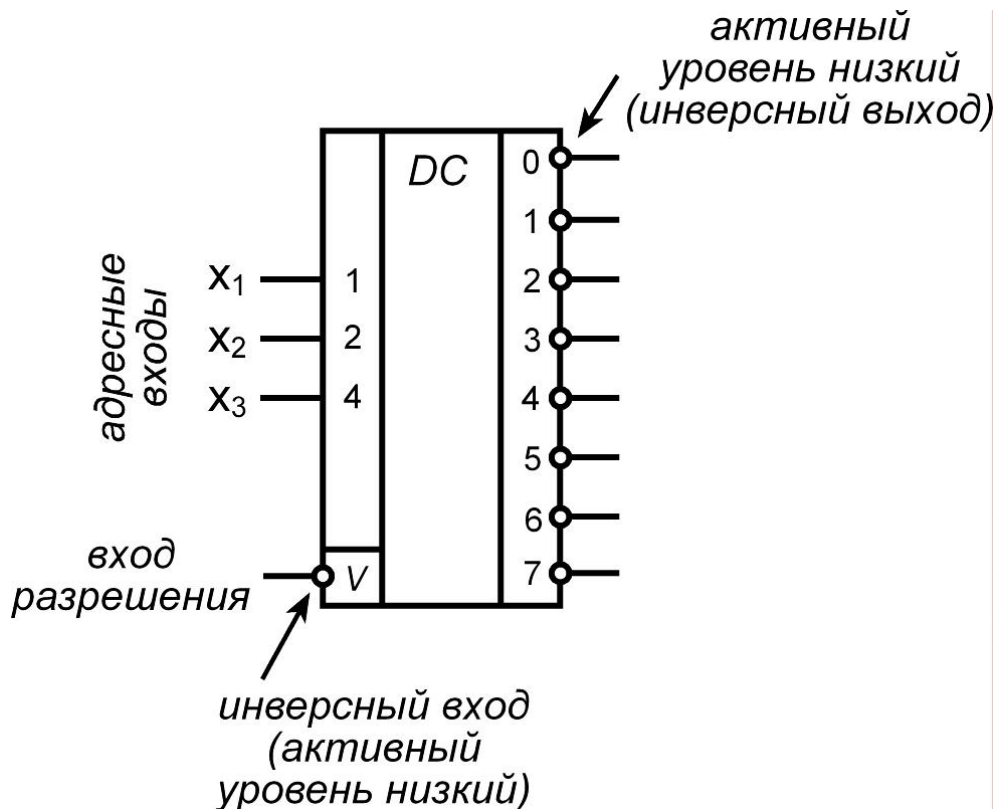 активный
уровень низкий
(инверсный выход)
DC
0
1
2
3
4
5
6
7
адресные
входы
x₁
x₂
x₃
1
2
4
вход
разрешения
V
инверсный вход
(активный
уровень низкий)